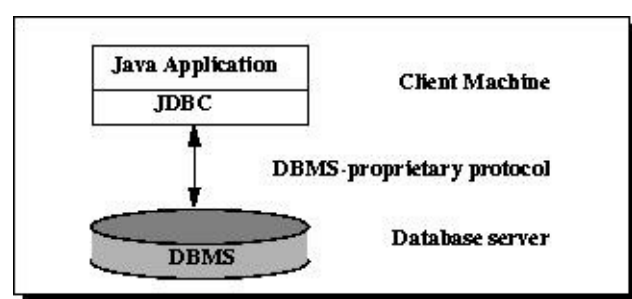 Java Application
Client Machine
JDBC
DBMS-proprietary protocol
Database server
DBMS